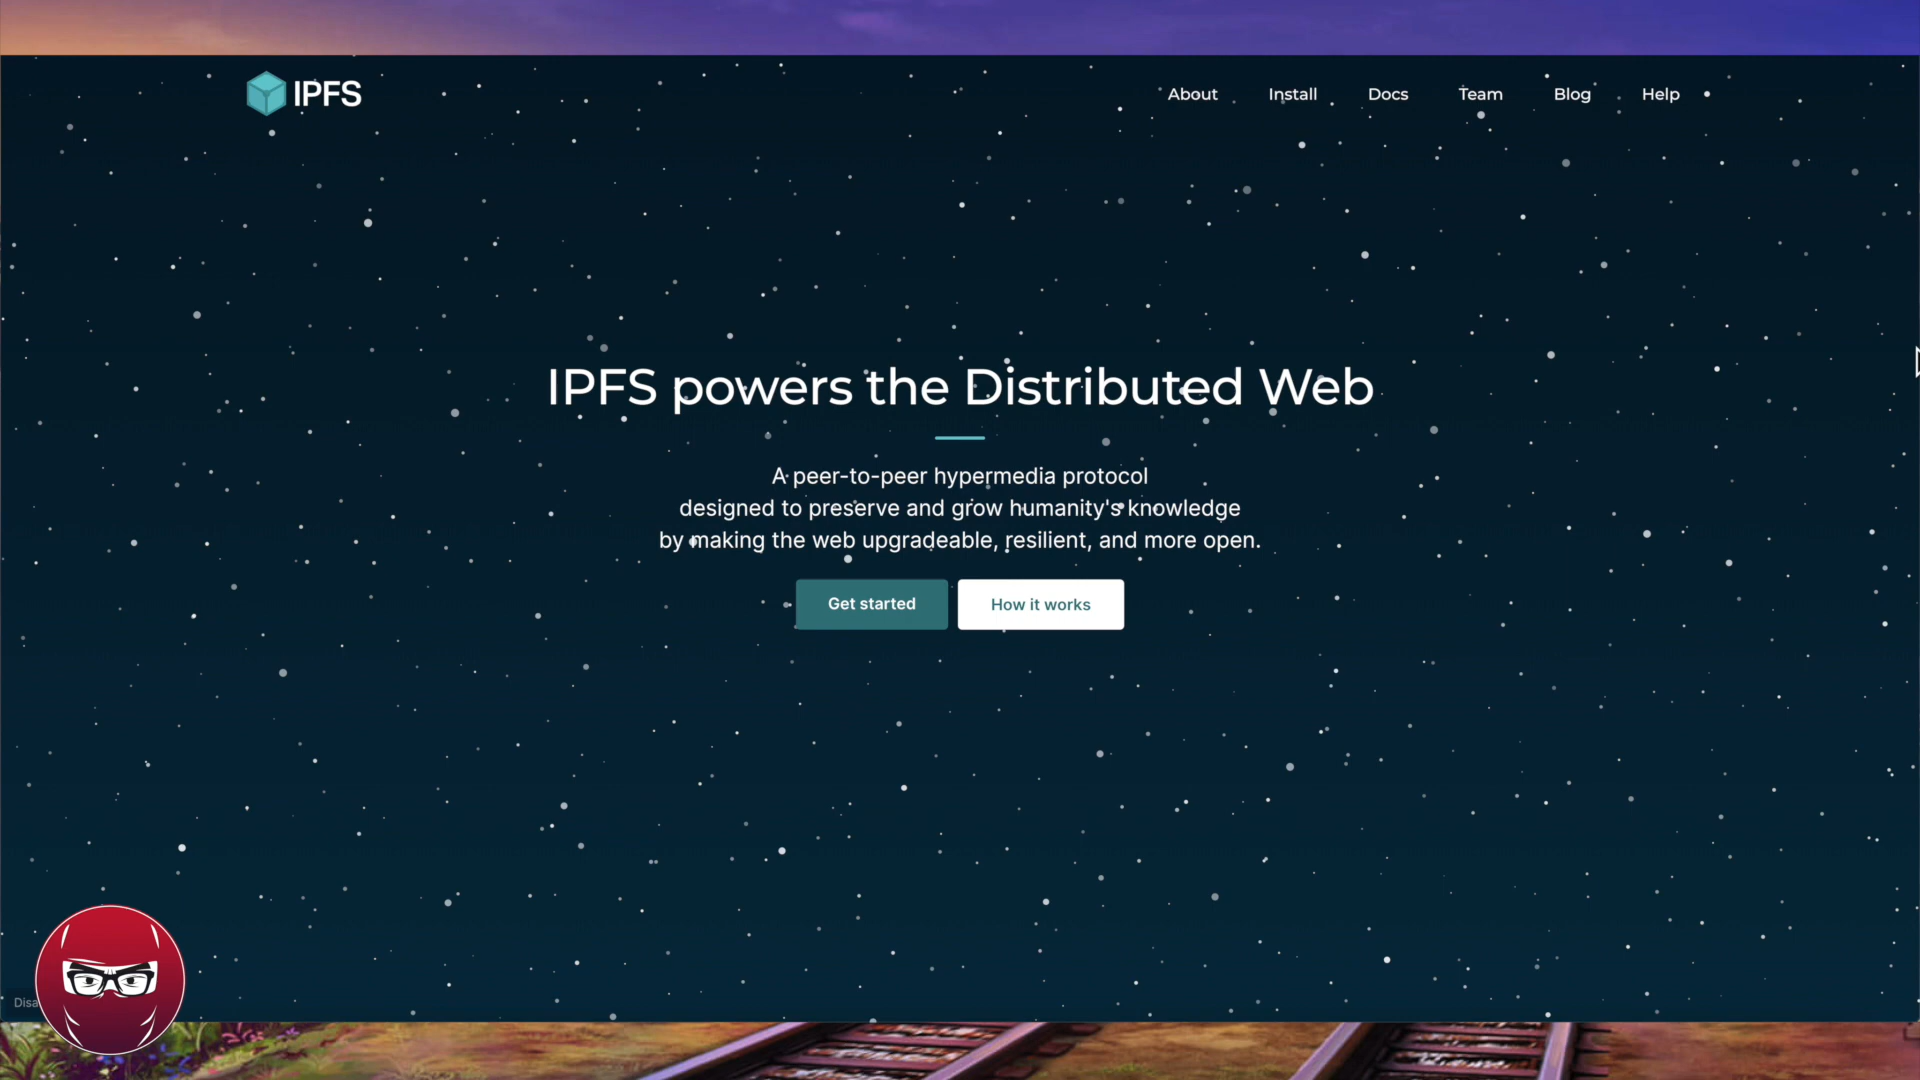 IPFS
About Install Docs Team Blog Help
IPFS powers the Distributed Web
A peer-to-peer hypermedia protocol
designed to preserve and grow humanity's knowledge
by making the web upgradeable, resilient, and more open.
Get started How it works